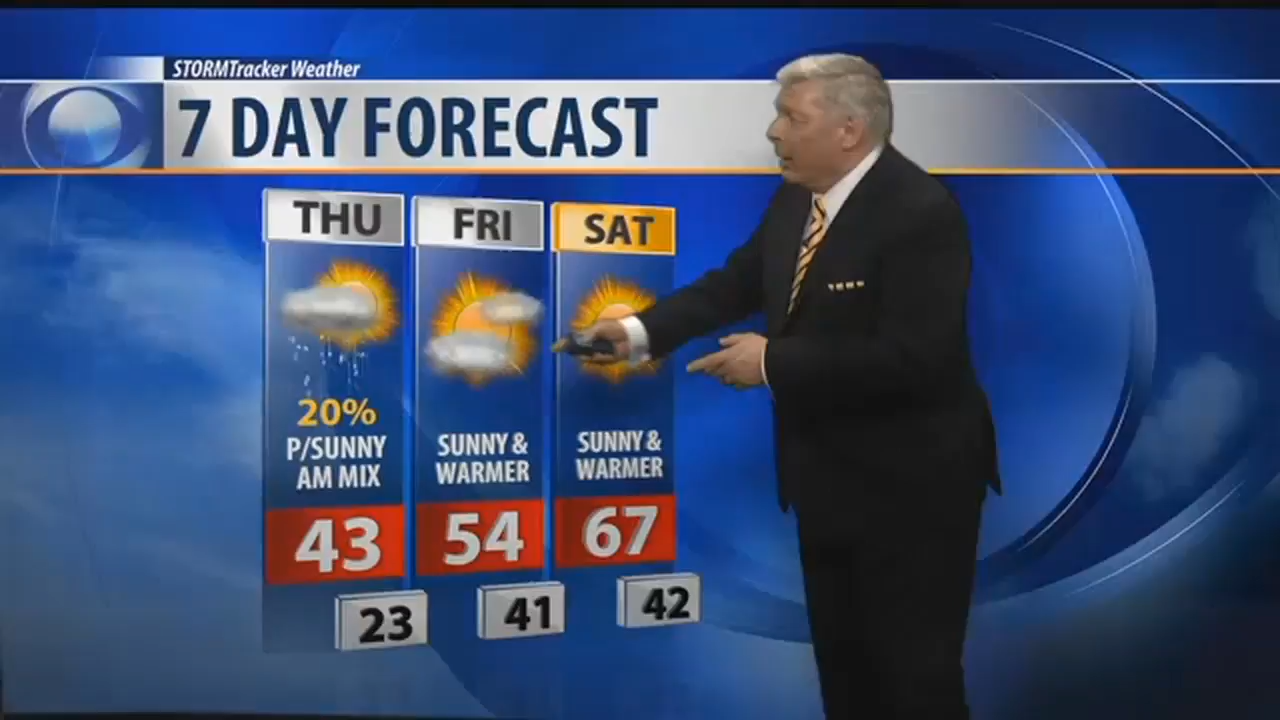 STORMTracker Weather
7 DAY FORECAST
THU
FRI
SAT
20%
P/SUNNY
AM MIX
SUNNY &
WARMER
SUNNY &
WARMER
43
54
67
23
41
42